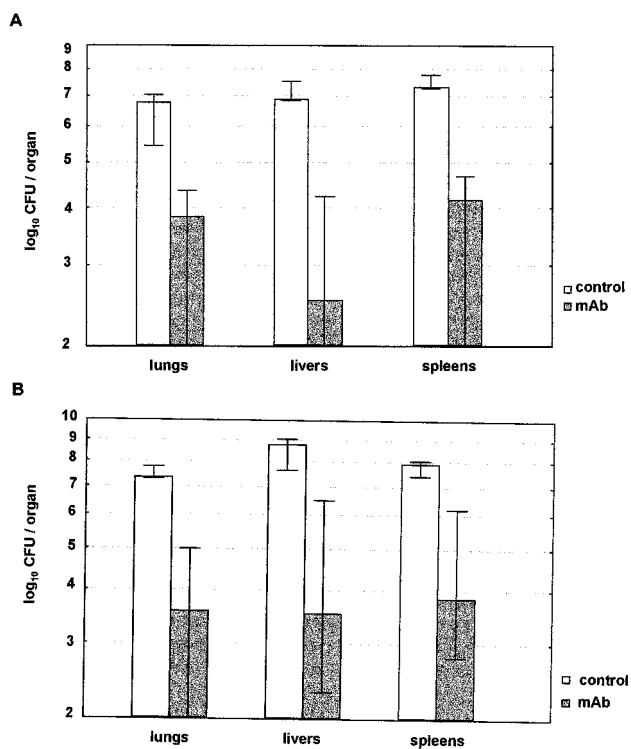 A
9
8
7
6
5
4
3
2
log10 CFU / organ
lungs
livers
spleens
control
mAb
B
10
9
8
7
6
5
4
3
2
log10 CFU / organ
lungs
livers
spleens
control
mAb